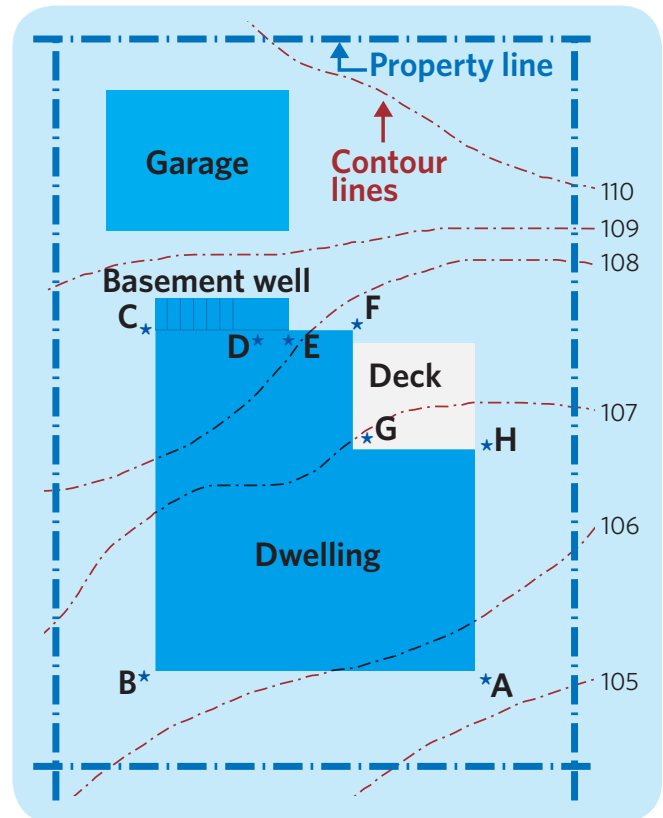 Property line
Garage
Contour
lines
110
109
Basement well
108
C
F
D
E
Deck
107
G
H
106
Dwelling
B
A
105